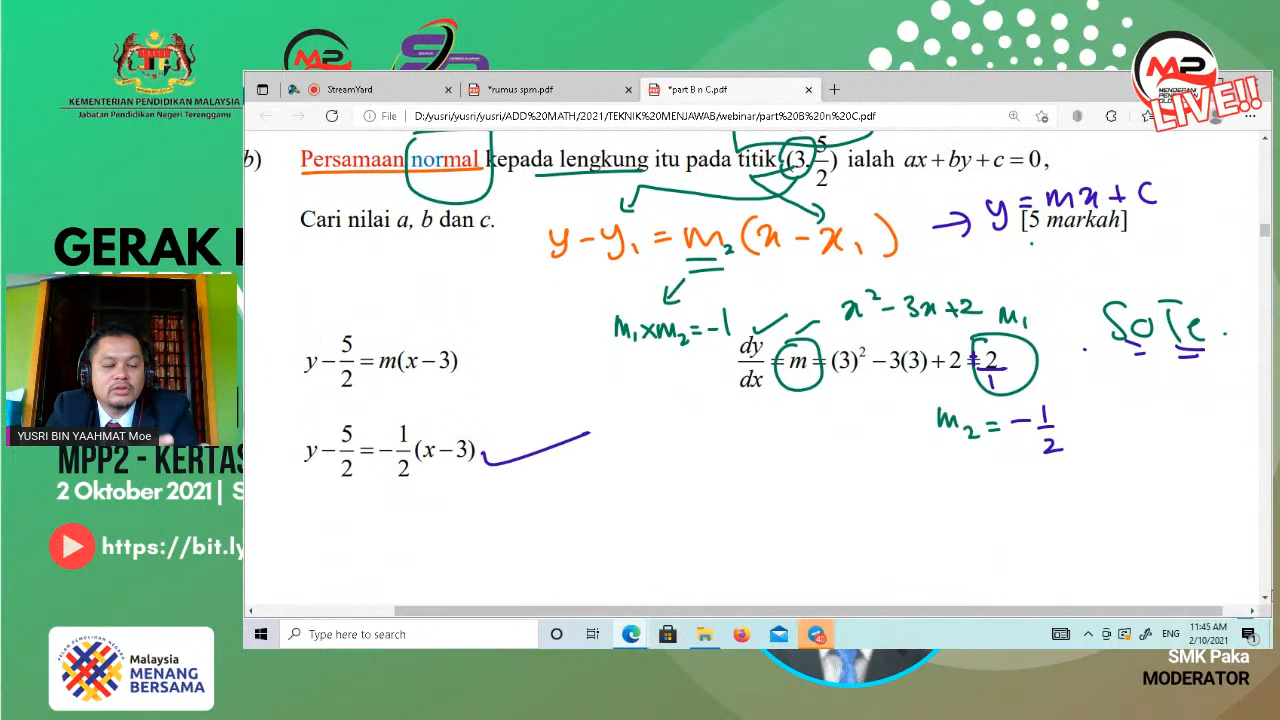 KEMENTERIAN PENDIDIKAN MALAYSIA
Jabatan Pendidikan Negeri Terengganu
MP
MP
LIVE!!
StreamYard
*rumus spm.pdf
*part B n C.pdf
File | D:/yusri/yusri/yusri/ADD%20MATH/2021/TEKNIK%20MENJAWAB/webinar/part%20B%20n%20C.pdf
b) Persamaan normal kepada lengkung itu pada titik (3, 5/2) ialah ax + by + c = 0,
Cari nilai a, b dan c.
[5 markah]
y - y₁ = m₂ (x - x₁) → y = mx + c
m₁ x m₂ = -1
x² - 3x + 2
m₁
SoTe
y - 5/2 = m(x - 3)
dy/dx = m = (3)² - 3(3) + 2 = 2/1
m₂ = - 1/2
y - 5/2 = - 1/2 (x - 3)
GERAK
YUSRI BIN YAAHMAT Moe
MPP2 - KERTAS
2 Oktober 2021 | S
https://bit.ly
Type here to search
40
ENG
11:45 AM
2/10/2021
Malaysia
MENANG
BERSAMA
SMK Paka
MODERATOR